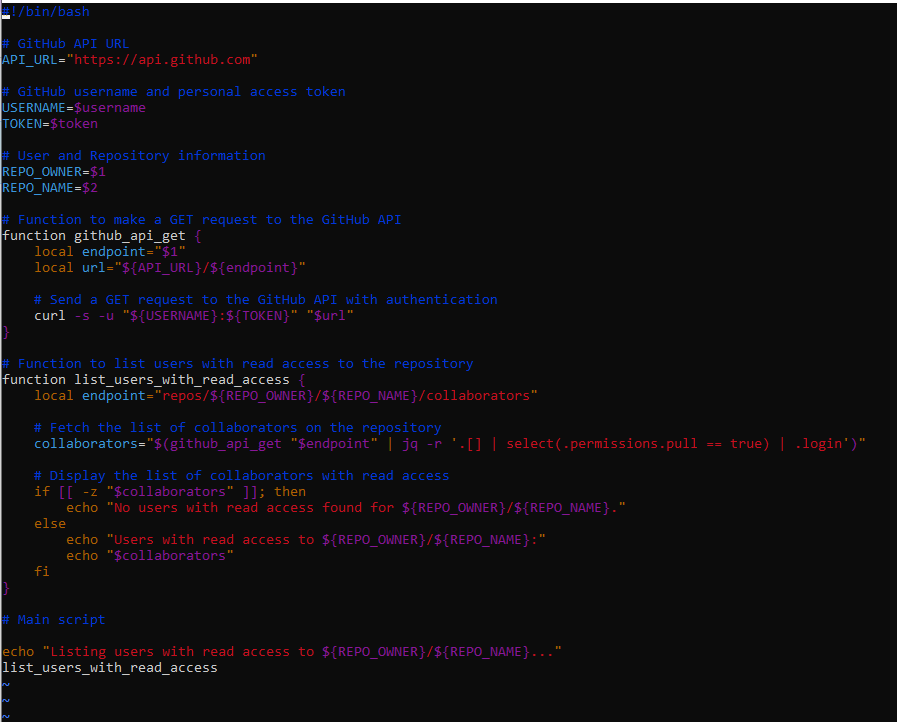 #!/bin/bash
# GitHub API URL
API_URL="https://api.github.com"
# GitHub username and personal access token
USERNAME=$username
TOKEN=$token
# User and Repository information
REPO_OWNER=$1
REPO_NAME=$2
# Function to make a GET request to the GitHub API
function github_api_get {
    local endpoint="$1"
    local url="${API_URL}/${endpoint}"
    # Send a GET request to the GitHub API with authentication
    curl -s -u "${USERNAME}:${TOKEN}" "$url"
}
# Function to list users with read access to the repository
function list_users_with_read_access {
    local endpoint="repos/${REPO_OWNER}/${REPO_NAME}/collaborators"
    # Fetch the list of collaborators on the repository
    collaborators="$(github_api_get "$endpoint" | jq -r '.[] | select(.permissions.pull == true) | .login')"
    # Display the list of collaborators with read access
    if [[ -z "$collaborators" ]]; then
        echo "No users with read access found for ${REPO_OWNER}/${REPO_NAME}."
    else
        echo "Users with read access to ${REPO_OWNER}/${REPO_NAME}:"
        echo "$collaborators"
    fi
}
# Main script
echo "Listing users with read access to ${REPO_OWNER}/${REPO_NAME}..."
list_users_with_read_access
~
~
~